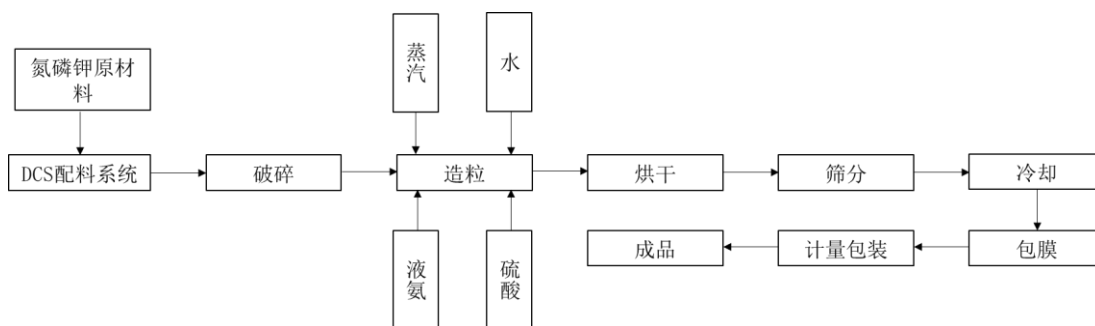 氮磷钾原材
料
蒸
汽
水
DCS配料系统
破碎
造粒
烘干
筛分
冷却
液
氨
硫
酸
成品
计量包装
包膜